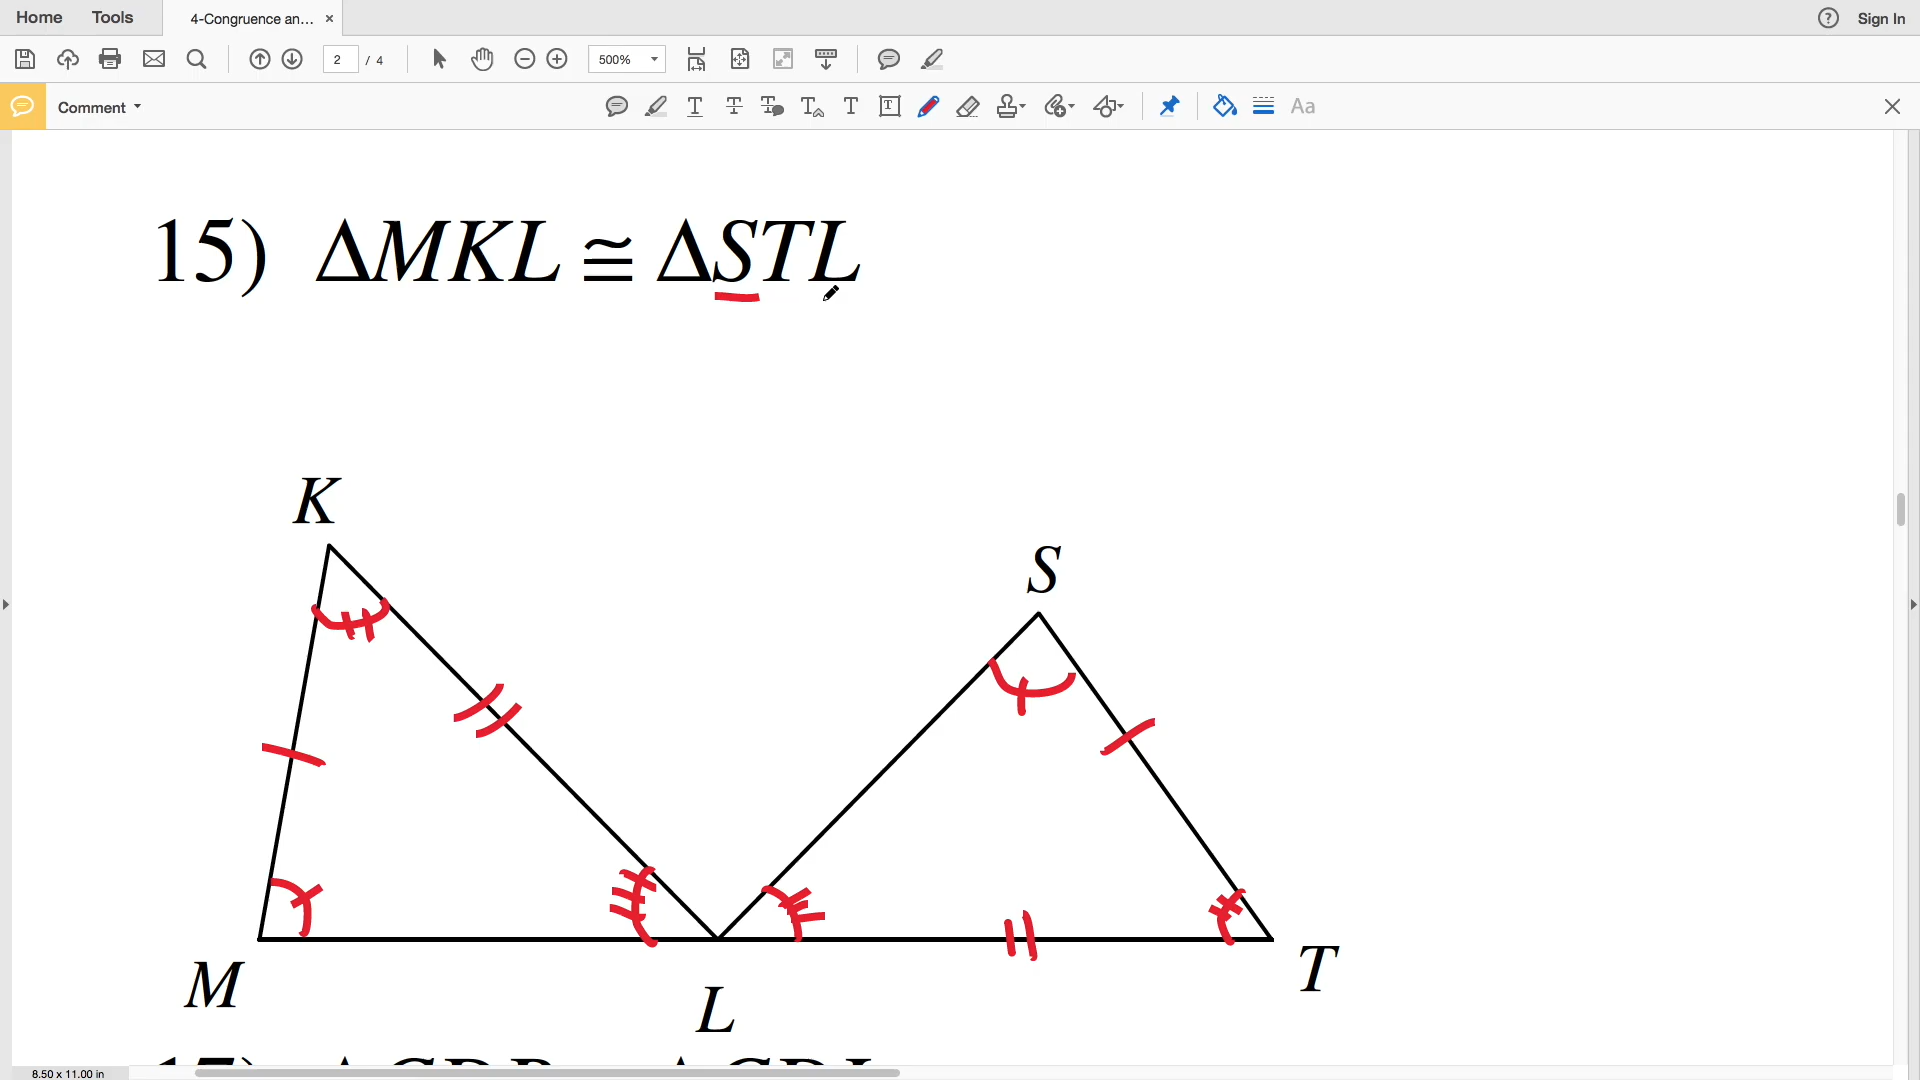 Home Tools 4-Congruence an... × ? Sign In
2 / 4 500%
Comment Aa
15) ΔMKL ≅ ΔSTL
K
S
M
T
L
8.50 x 11.00 in